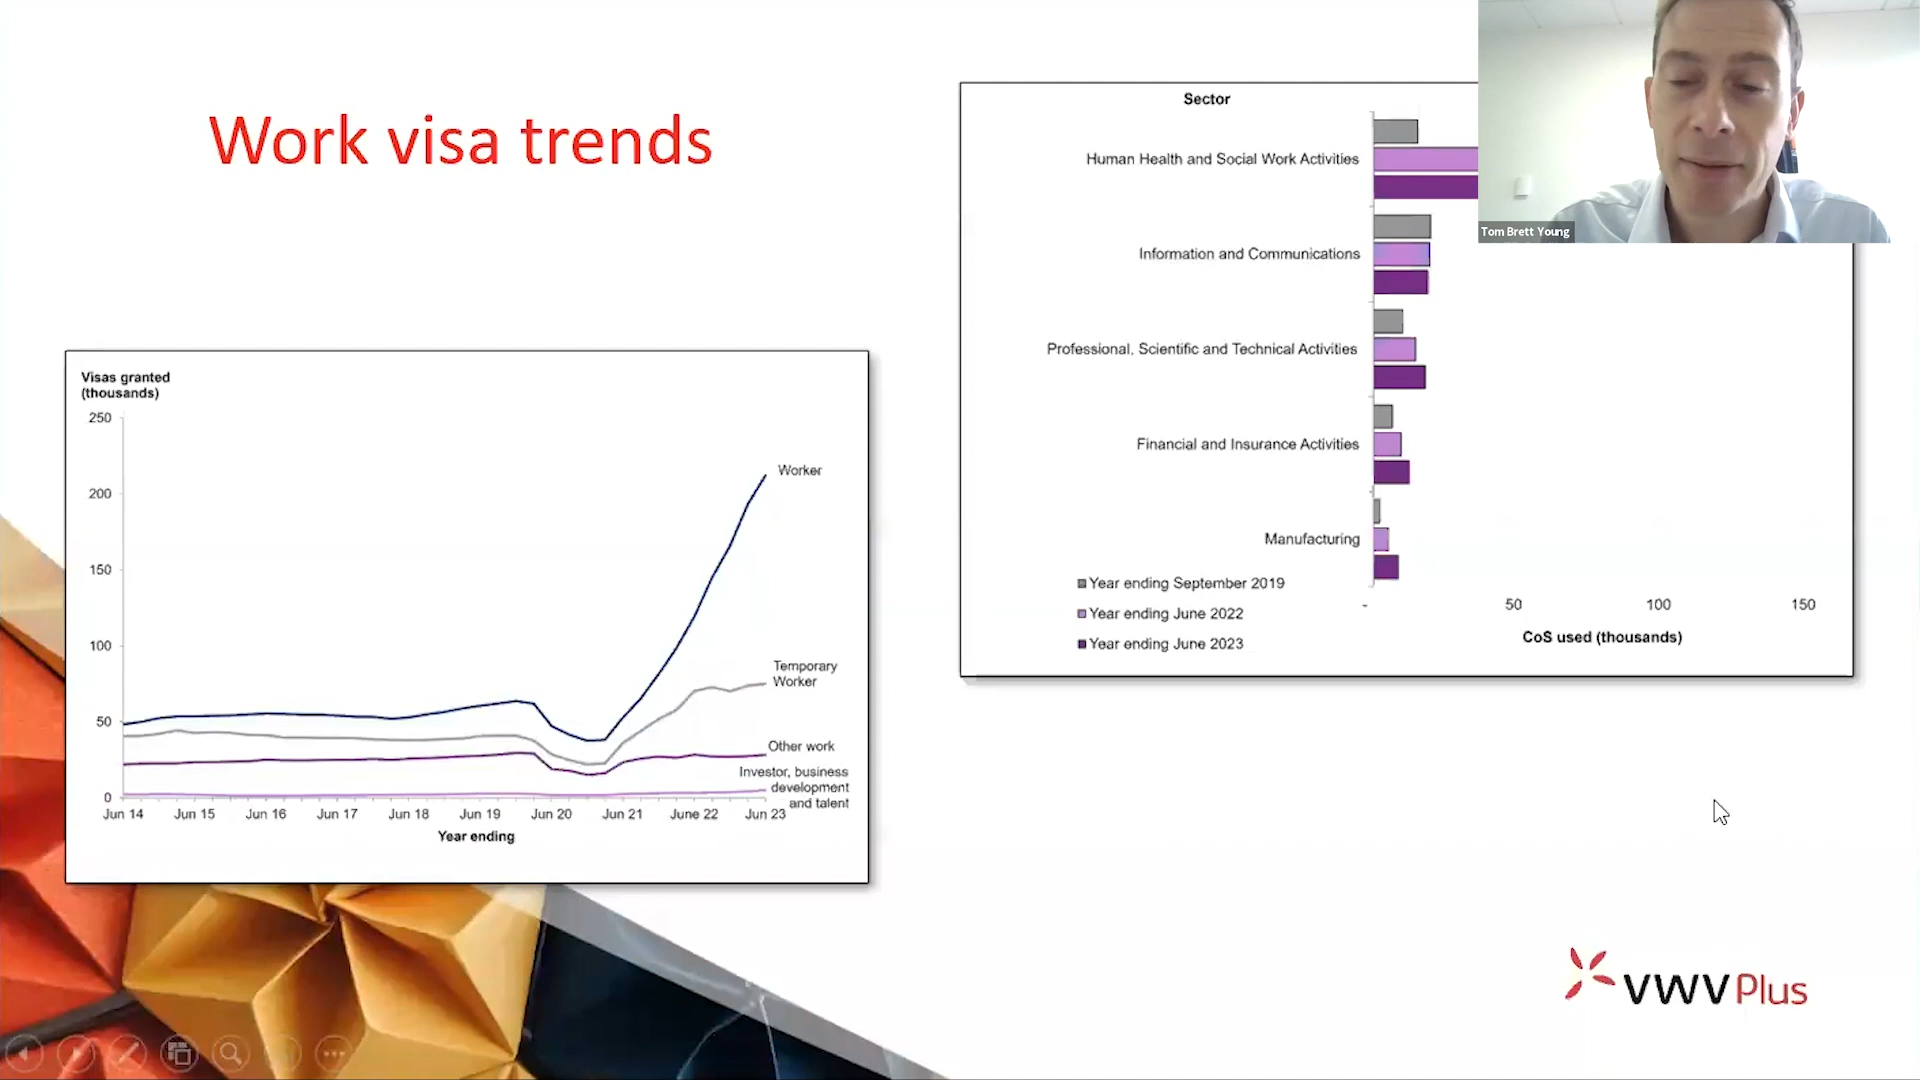 Work visa trends
Visas granted
(thousands)
250
200
150
100
50
0
Worker
Temporary
Worker
Other work
Investor, business
development
and talent
Jun 14 Jun 15 Jun 16 Jun 17 Jun 18 Jun 19 Jun 20 Jun 21 June 22 Jun 23
Year ending
Sector
Human Health and Social Work Activities
Information and Communications
Professional, Scientific and Technical Activities
Financial and Insurance Activities
Manufacturing
Year ending September 2019
Year ending June 2022
Year ending June 2023
- 50 100 150
CoS used (thousands)
Tom Brett Young
VWV Plus